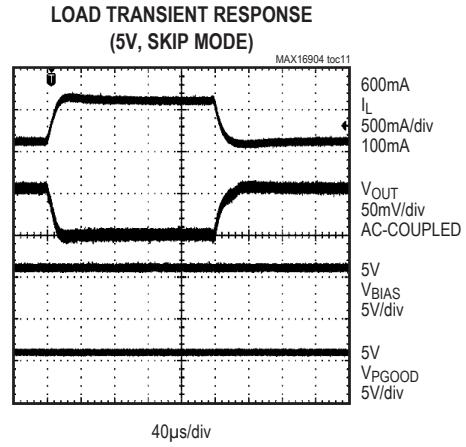 LOAD TRANSIENT RESPONSE
(5V, SKIP MODE)
MAX16904 toc11
T
600mA
IL
500mA/div
100mA
VOUT
50mV/div
AC-COUPLED
5V
VBIAS
5V/div
5V
VPGOOD
5V/div
40µs/div